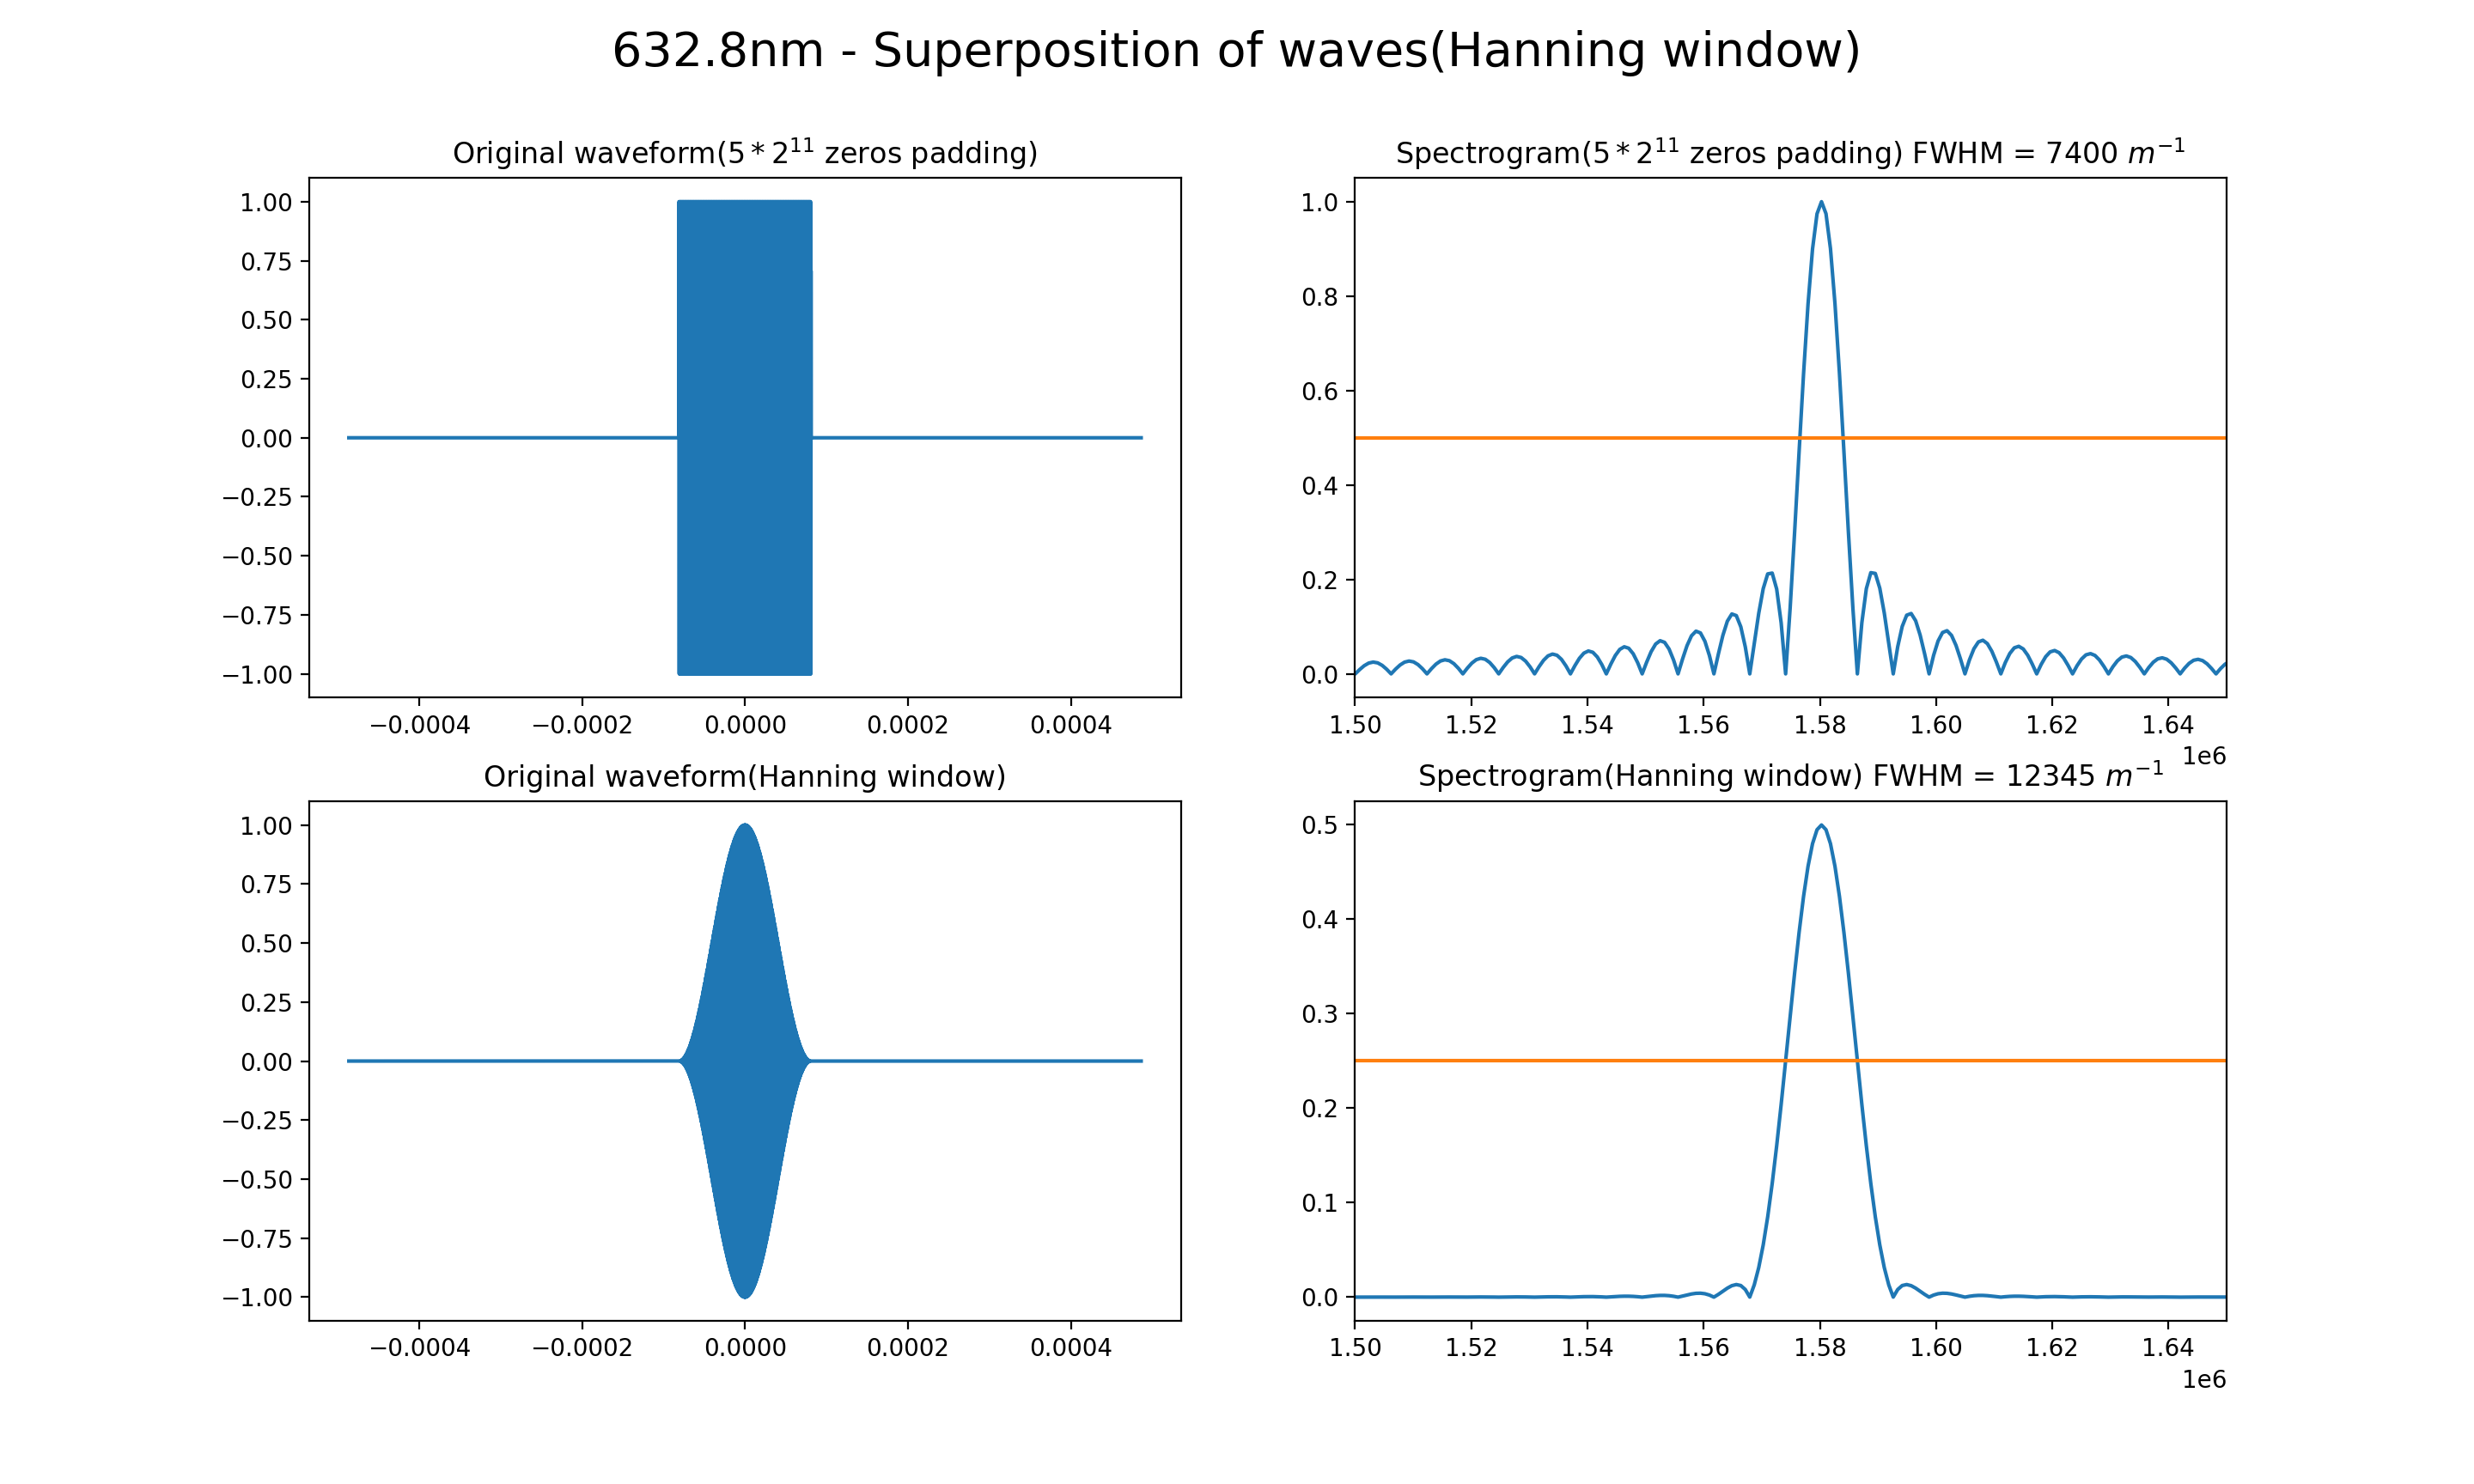 632.8nm - Superposition of waves(Hanning window)
Original waveform(5 * 2¹¹ zeros padding)
1.00
0.75
0.50
0.25
0.00
−0.25
−0.50
−0.75
−1.00
−0.0004 −0.0002 0.0000 0.0002 0.0004
Spectrogram(5 * 2¹¹ zeros padding) FWHM = 7400 m⁻¹
1.0
0.8
0.6
0.4
0.2
0.0
1.50 1.52 1.54 1.56 1.58 1.60 1.62 1.64
1e6
Original waveform(Hanning window)
1.00
0.75
0.50
0.25
0.00
−0.25
−0.50
−0.75
−1.00
−0.0004 −0.0002 0.0000 0.0002 0.0004
Spectrogram(Hanning window) FWHM = 12345 m⁻¹
0.5
0.4
0.3
0.2
0.1
0.0
1.50 1.52 1.54 1.56 1.58 1.60 1.62 1.64
1e6